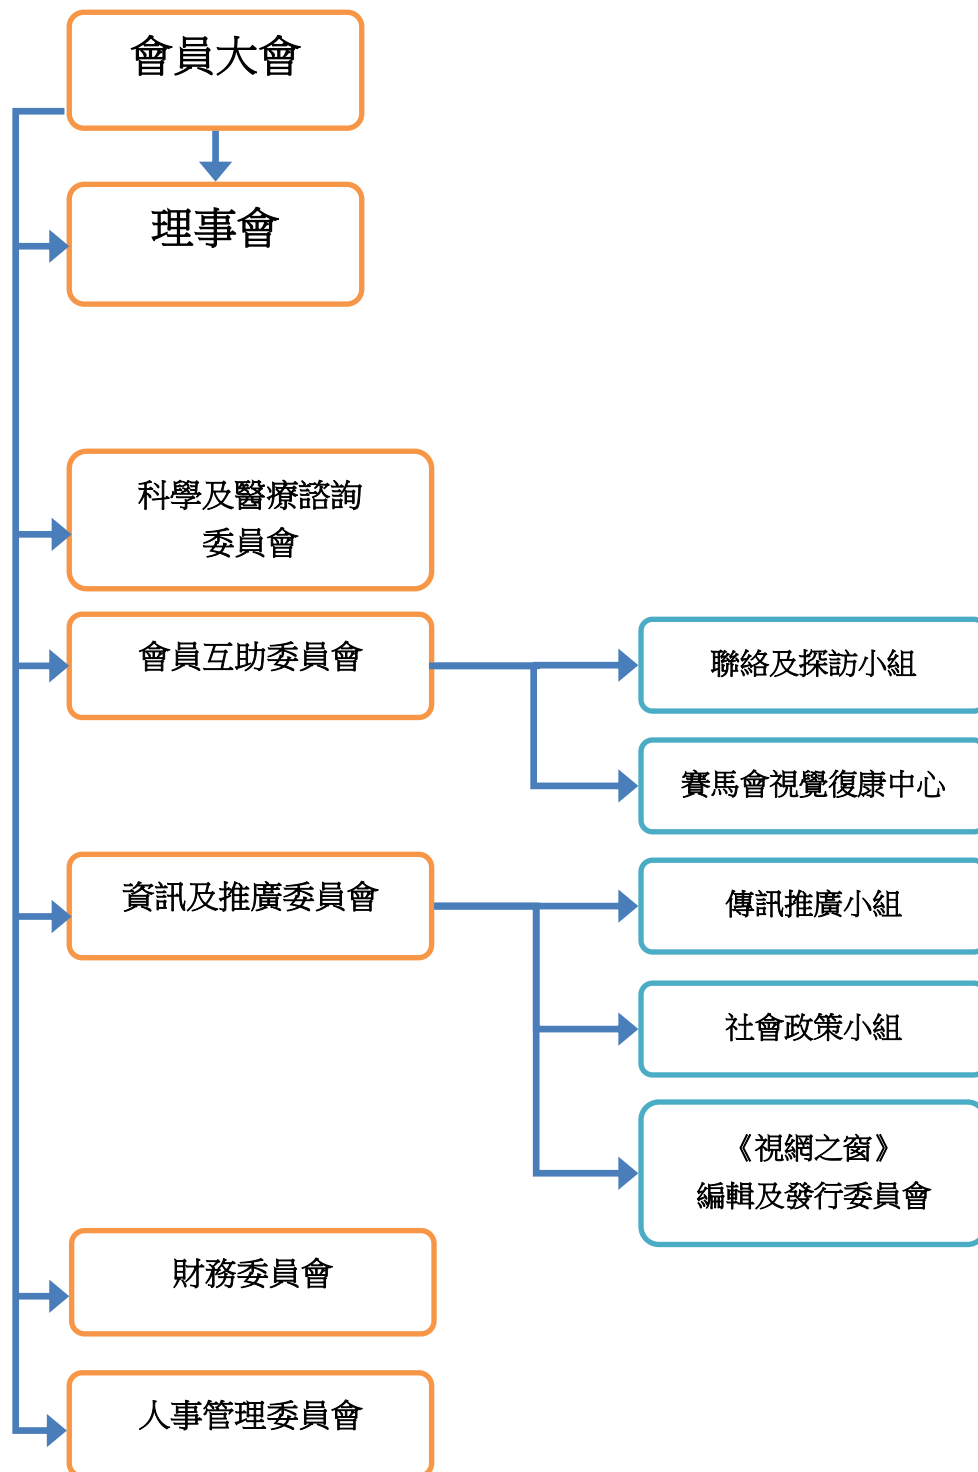 會員大會
理事會
科學及醫療諮詢
委員會
會員互助委員會
聯絡及探訪小組
賽馬會視覺復康中心
資訊及推廣委員會
傳訊推廣小組
社會政策小組
《視網之窗》
編輯及發行委員會
財務委員會
人事管理委員會